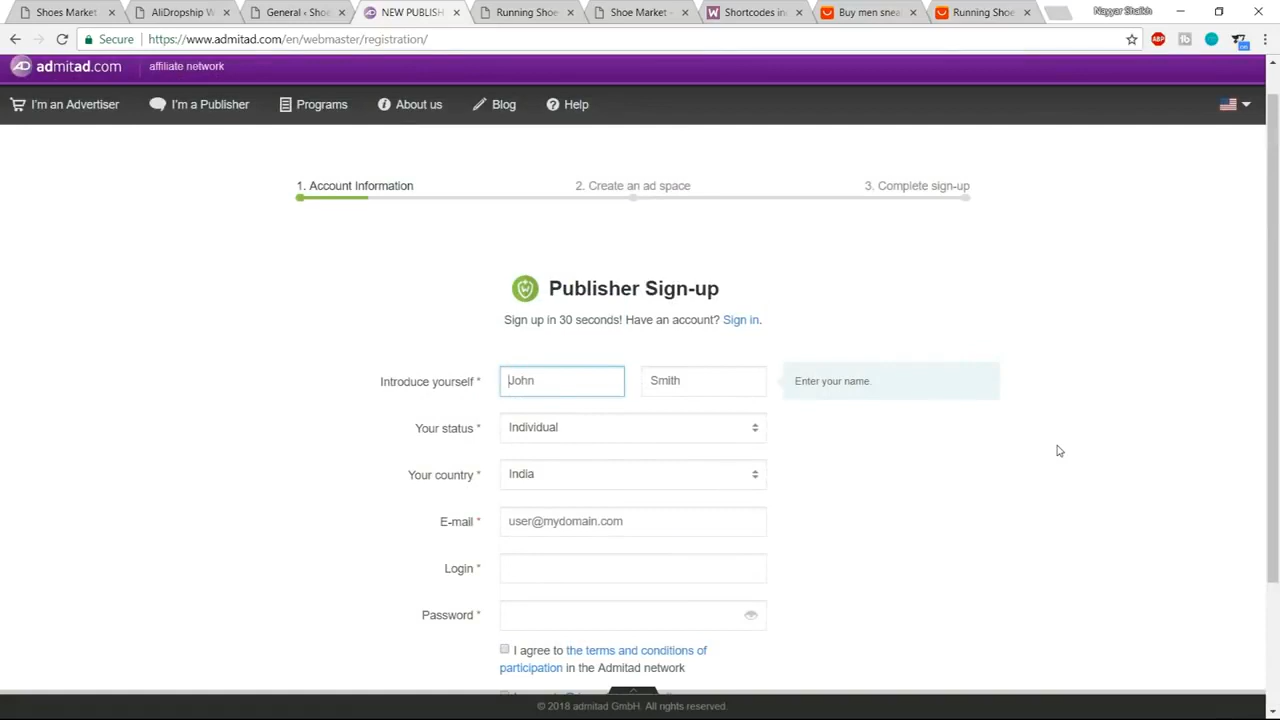 Shoes Market
AliDropship W
General ‹ Shoe
NEW PUBLISH
Running Shoe
Shoe Market -
Shortcodes in
Buy men snea
Running Shoe
Nayyar Shaikh
Secure
https://www.admitad.com/en/webmaster/registration/
ABP
fb
on
admitad.com
affiliate network
I'm an Advertiser
I'm a Publisher
Programs
About us
Blog
Help
1. Account Information
2. Create an ad space
3. Complete sign-up
Publisher Sign-up
Sign up in 30 seconds! Have an account? Sign in.
Introduce yourself *
John
Smith
Enter your name.
Your status *
Individual
Your country *
India
E-mail *
user@mydomain.com
Login *
Password *
I agree to the terms and conditions of
participation in the Admitad network
© 2018 admitad GmbH. All rights reserved.